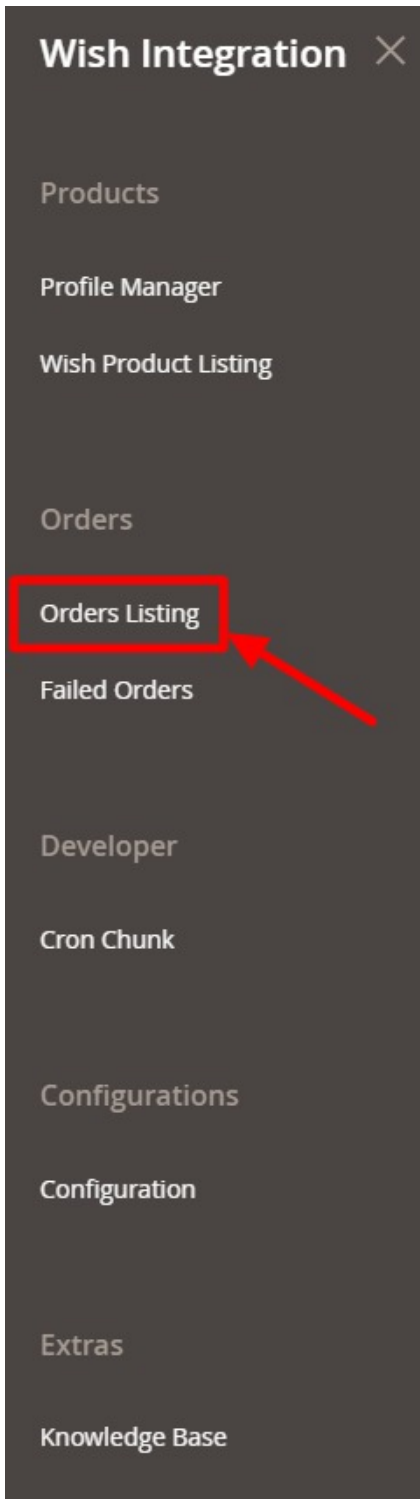 Wish Integration
Products
Profile Manager
Wish Product Listing
Orders
Orders Listing
Failed Orders
Developer
Cron Chunk
Configurations
Configuration
Extras
Knowledge Base